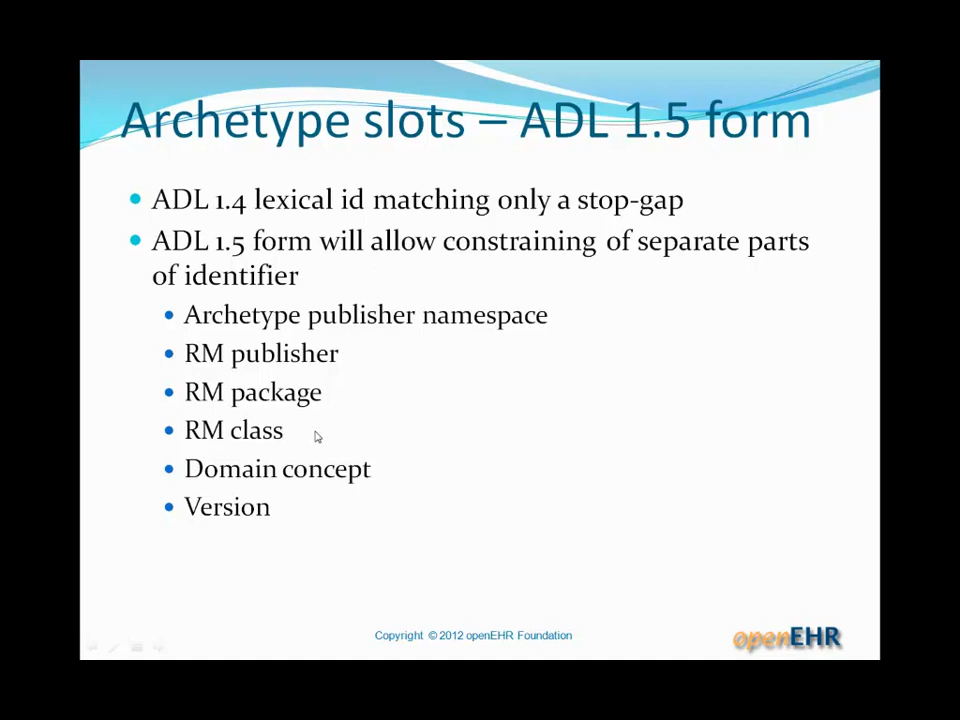 Archetype slots – ADL 1.5 form
• ADL 1.4 lexical id matching only a stop-gap
• ADL 1.5 form will allow constraining of separate parts
of identifier
• Archetype publisher namespace
• RM publisher
• RM package
• RM class
• Domain concept
• Version
Copyright © 2012 openEHR Foundation
openEHR